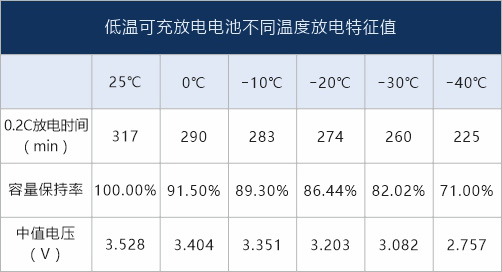 低温可充放电电池不同温度放电特征值
25℃ 0℃ -10℃ -20℃ -30℃ -40℃
0.2C放电时间
（min） 317 290 283 274 260 225
容量保持率 100.00% 91.50% 89.30% 86.44% 82.02% 71.00%
中值电压
（V） 3.528 3.404 3.351 3.203 3.082 2.757